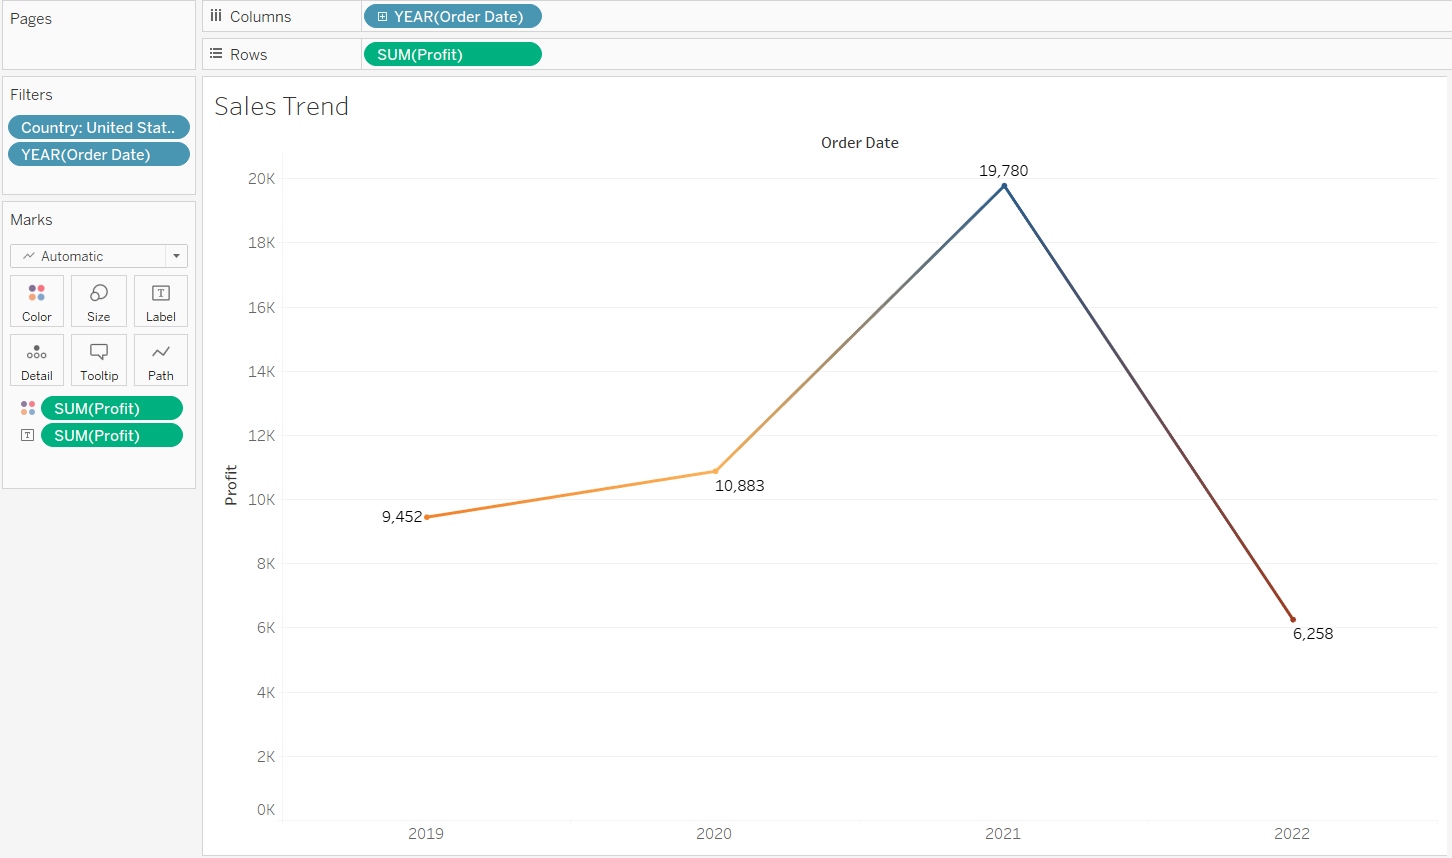 Pages
Columns
YEAR(Order Date)
Rows
SUM(Profit)
Filters
Country: United Stat..
YEAR(Order Date)
Marks
Automatic
Color
Size
Label
Detail
Tooltip
Path
SUM(Profit)
SUM(Profit)
Sales Trend
Order Date
Profit
20K
18K
16K
14K
12K
10K
8K
6K
4K
2K
0K
9,452
10,883
19,780
6,258
2019
2020
2021
2022